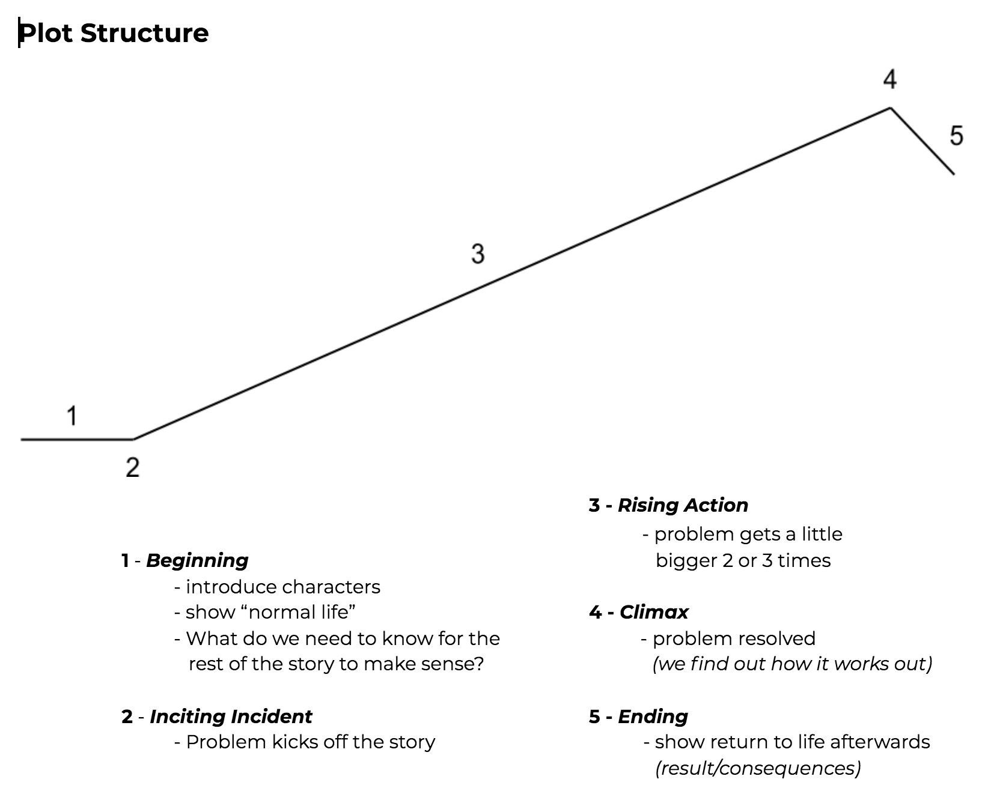 Plot Structure
4
5
3
1
2
1 - Beginning
- introduce characters
- show “normal life”
- What do we need to know for the
rest of the story to make sense?
2 - Inciting Incident
- Problem kicks off the story
3 - Rising Action
- problem gets a little
bigger 2 or 3 times
4 - Climax
- problem resolved
(we find out how it works out)
5 - Ending
- show return to life afterwards
(result/consequences)